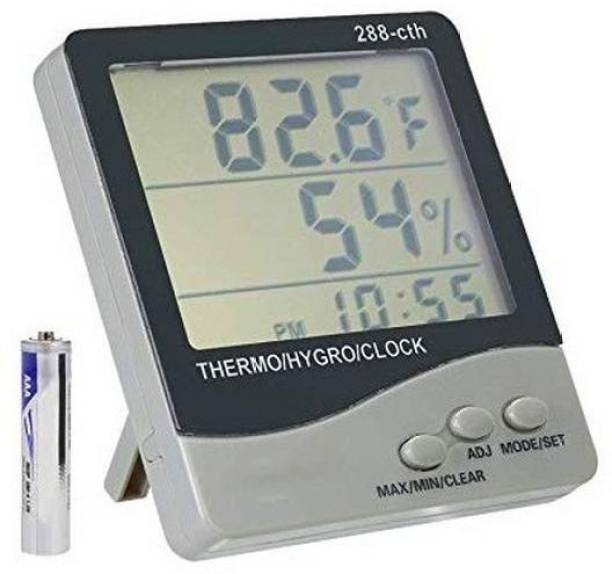 288-cth
82.6°F
54%
PM 10:55
THERMO/HYGRO/CLOCK
ADJ MODE/SET
MAX/MIN/CLEAR
AAA